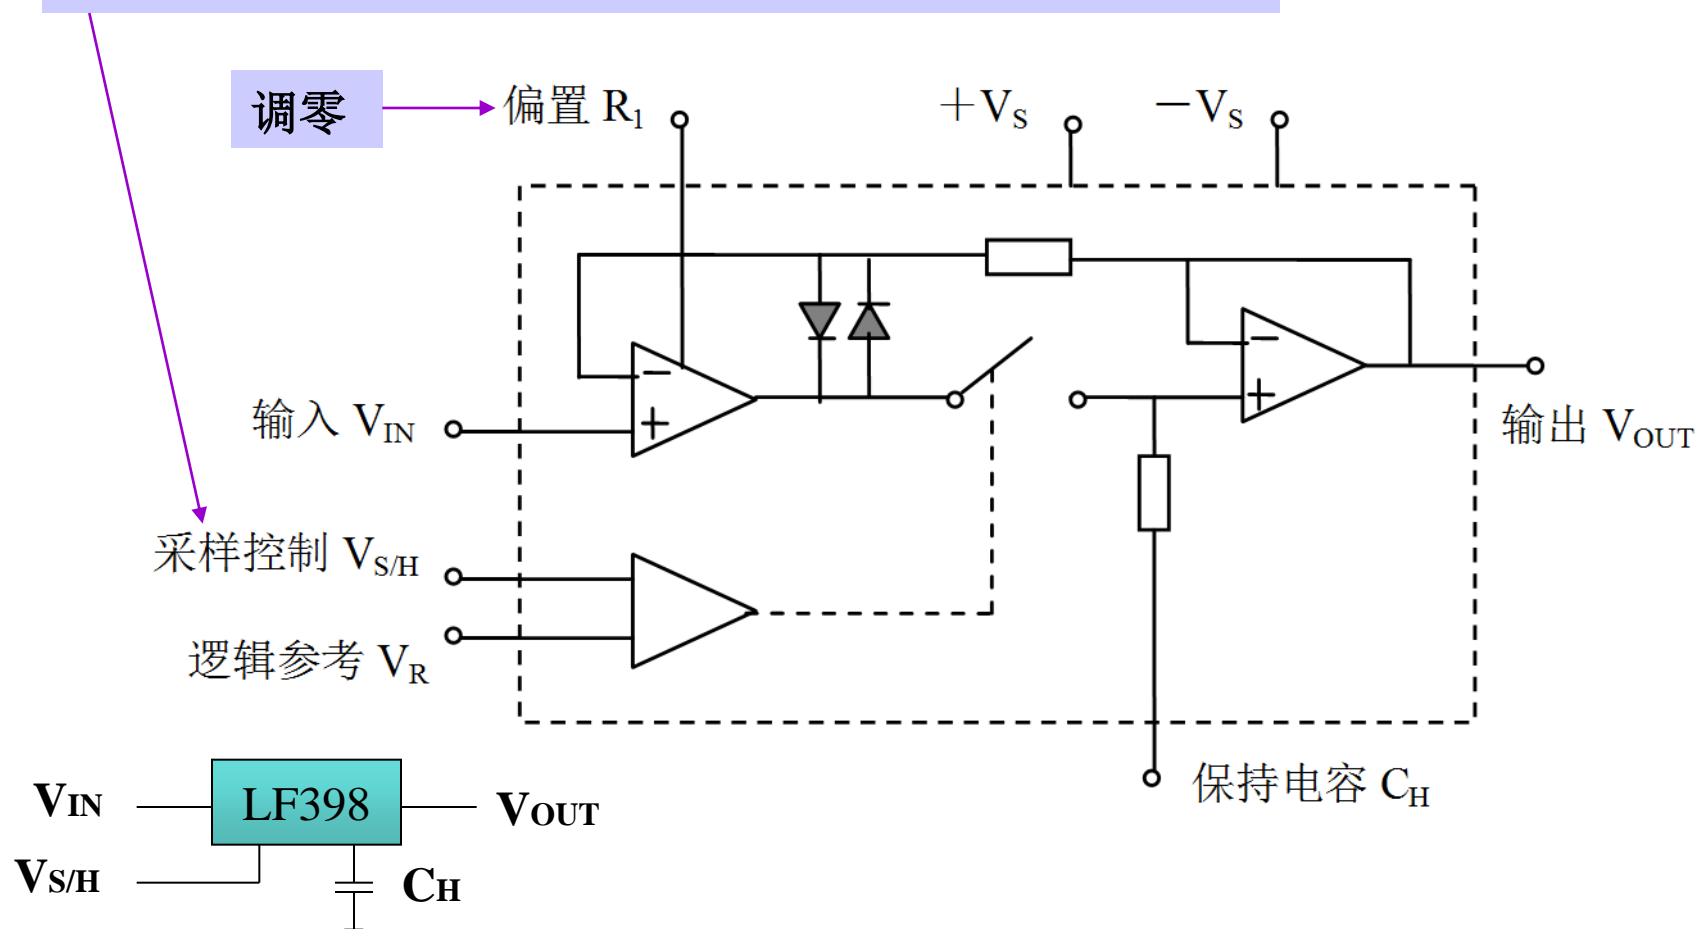 调零
偏置 R1
+VS
−VS
输入 VIN
输出 VOUT
采样控制 VS/H
逻辑参考 VR
保持电容 CH
VIN
LF398
VOUT
VS/H
CH